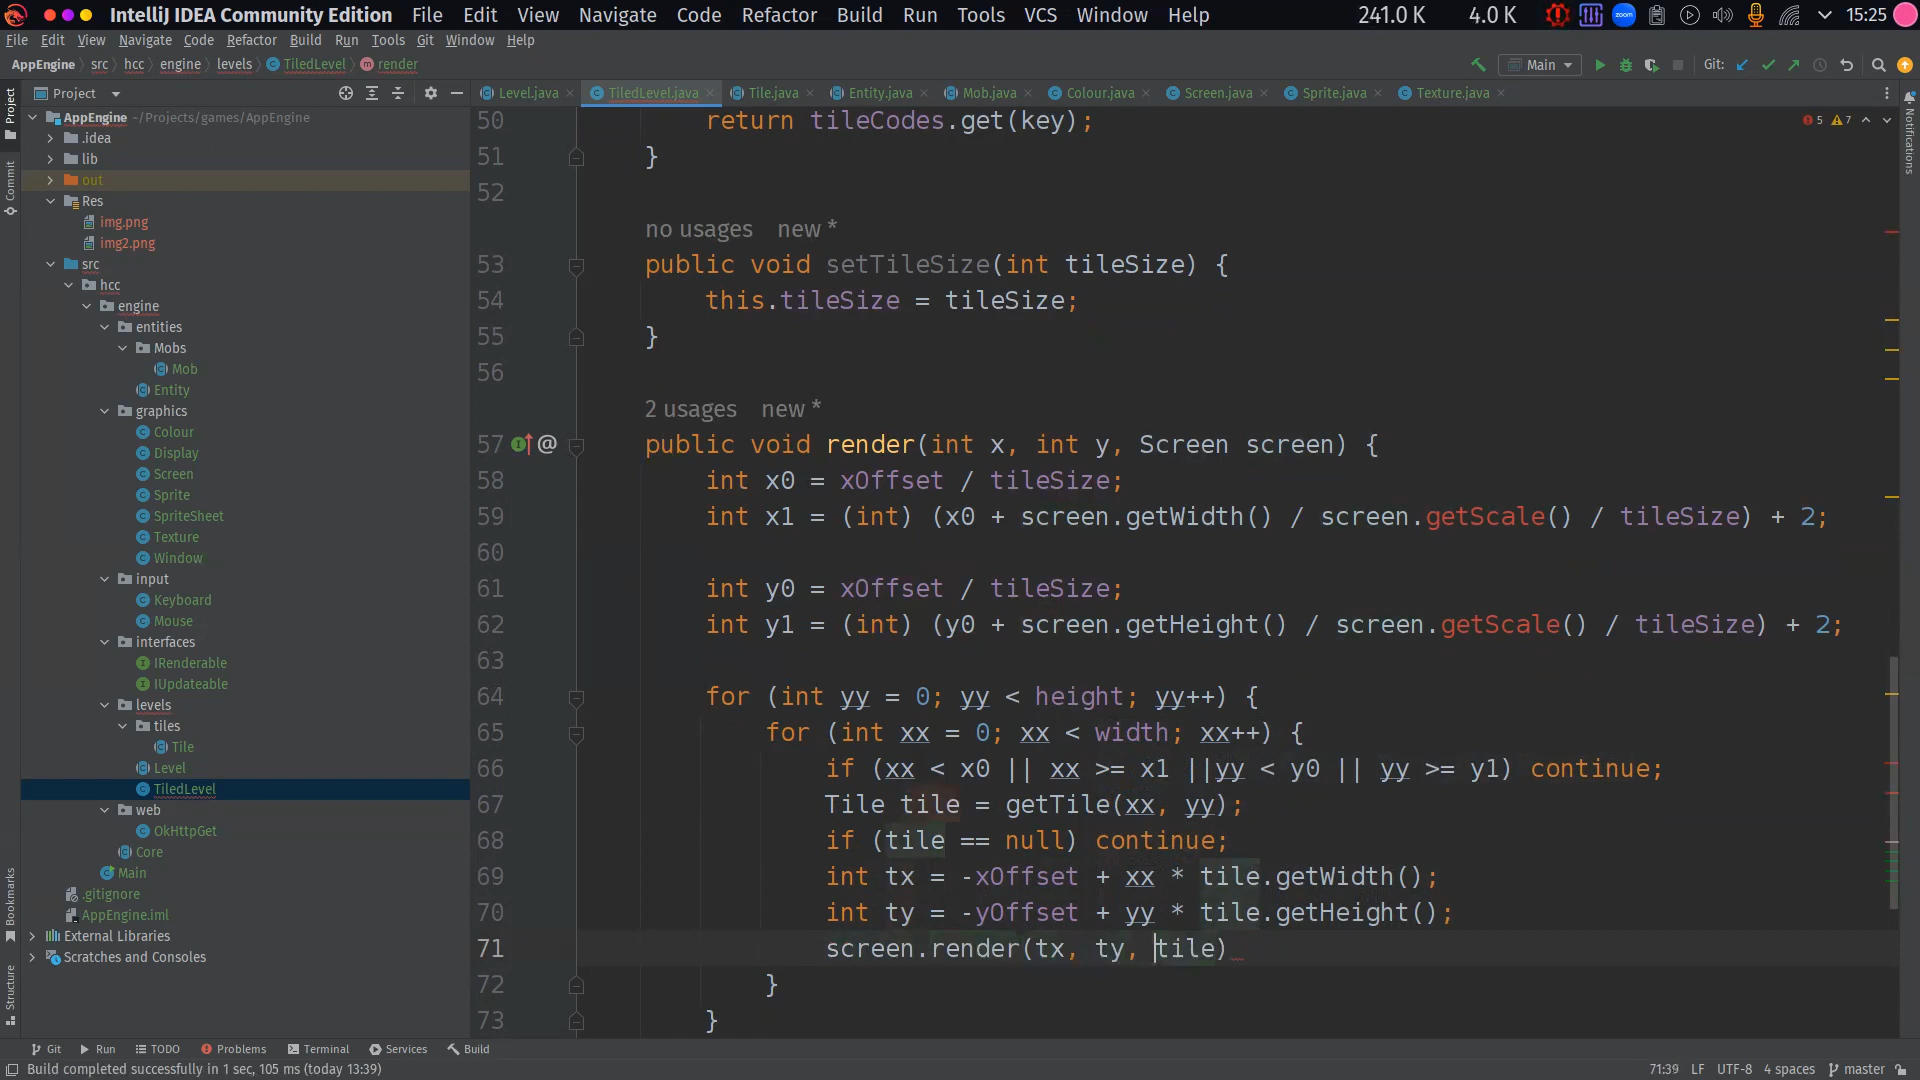 IntelliJ IDEA Community Edition File Edit View Navigate Code Refactor Build Run Tools VCS Window Help 241.0 K 4.0 K zoom 15:25
File Edit View Navigate Code Refactor Build Run Tools Git Window Help
AppEngine src hcc engine levels TiledLevel render Main Git:
Project
Level.java TiledLevel.java Tile.java Entity.java Mob.java Colour.java Screen.java Sprite.java Texture.java
Project
Commit
Bookmarks
Structure
Notifications
AppEngine ~/Projects/games/AppEngine
.idea
lib
out
Res
img.png
img2.png
src
hcc
engine
entities
Mobs
Mob
Entity
graphics
Colour
Display
Screen
Sprite
SpriteSheet
Texture
Window
input
Keyboard
Mouse
interfaces
IRenderable
IUpdateable
levels
tiles
Tile
Level
TiledLevel
web
OkHttpGet
Core
Main
.gitignore
AppEngine.iml
External Libraries
Scratches and Consoles
5 7
50 return tileCodes.get(key);
51 }
52
no usages new *
53 public void setTileSize(int tileSize) {
54 this.tileSize = tileSize;
55 }
56
2 usages new *
57 @ public void render(int x, int y, Screen screen) {
58 int x0 = xOffset / tileSize;
59 int x1 = (int) (x0 + screen.getWidth() / screen.getScale() / tileSize) + 2;
60
61 int y0 = xOffset / tileSize;
62 int y1 = (int) (y0 + screen.getHeight() / screen.getScale() / tileSize) + 2;
63
64 for (int yy = 0; yy < height; yy++) {
65 for (int xx = 0; xx < width; xx++) {
66 if (xx < x0 || xx >= x1 ||yy < y0 || yy >= y1) continue;
67 Tile tile = getTile(xx, yy);
68 if (tile == null) continue;
69 int tx = -xOffset + xx * tile.getWidth();
70 int ty = -yOffset + yy * tile.getHeight();
71 screen.render(tx, ty, tile)
72 }
73 }
Git Run TODO Problems Terminal Services Build
Build completed successfully in 1 sec, 105 ms (today 13:39) 71:39 LF UTF-8 4 spaces master